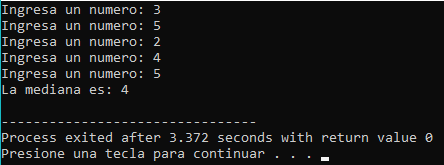 Ingresa un numero: 3
Ingresa un numero: 5
Ingresa un numero: 2
Ingresa un numero: 4
Ingresa un numero: 5
La mediana es: 4
--------------------------------
Process exited after 3.372 seconds with return value 0
Presione una tecla para continuar . . .